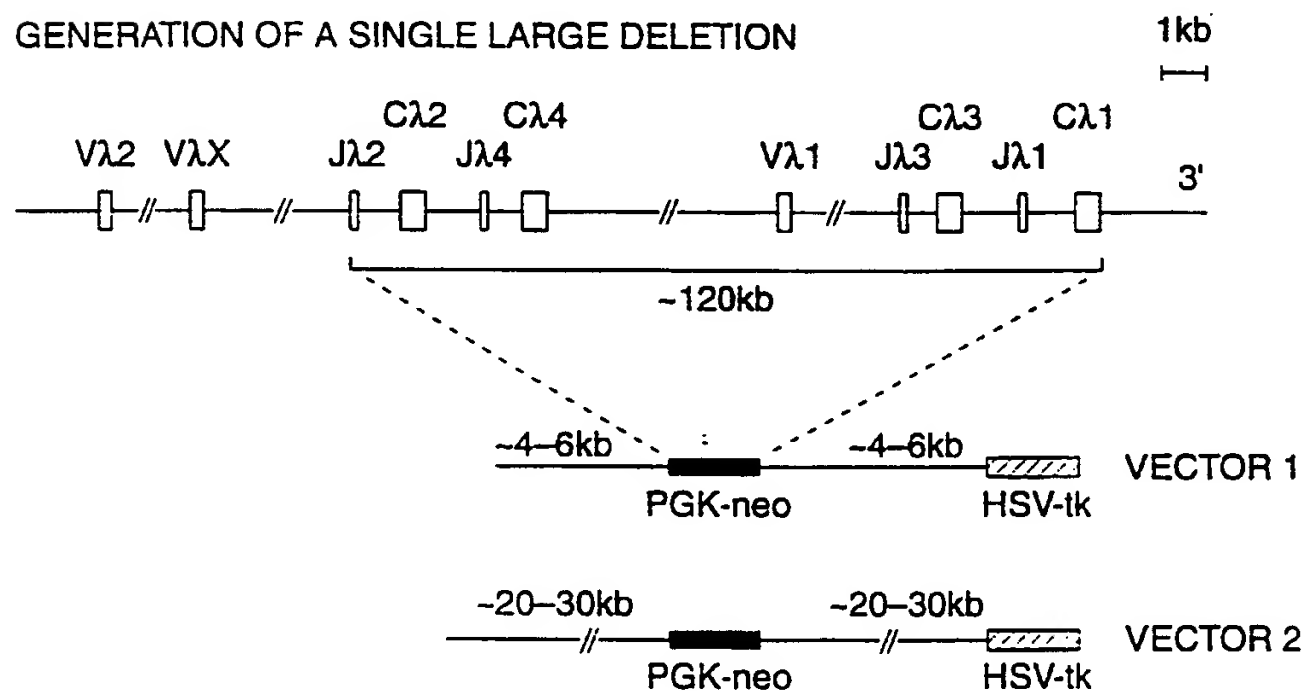 GENERATION OF A SINGLE LARGE DELETION
1kb
Cλ2 Cλ4 Cλ3 Cλ1
Vλ2 VλX Jλ2 Jλ4 Vλ1 Jλ3 Jλ1 3'
~120kb
~4–6kb ~4–6kb VECTOR 1
PGK-neo HSV-tk
~20–30kb ~20–30kb
VECTOR 2
PGK-neo HSV-tk